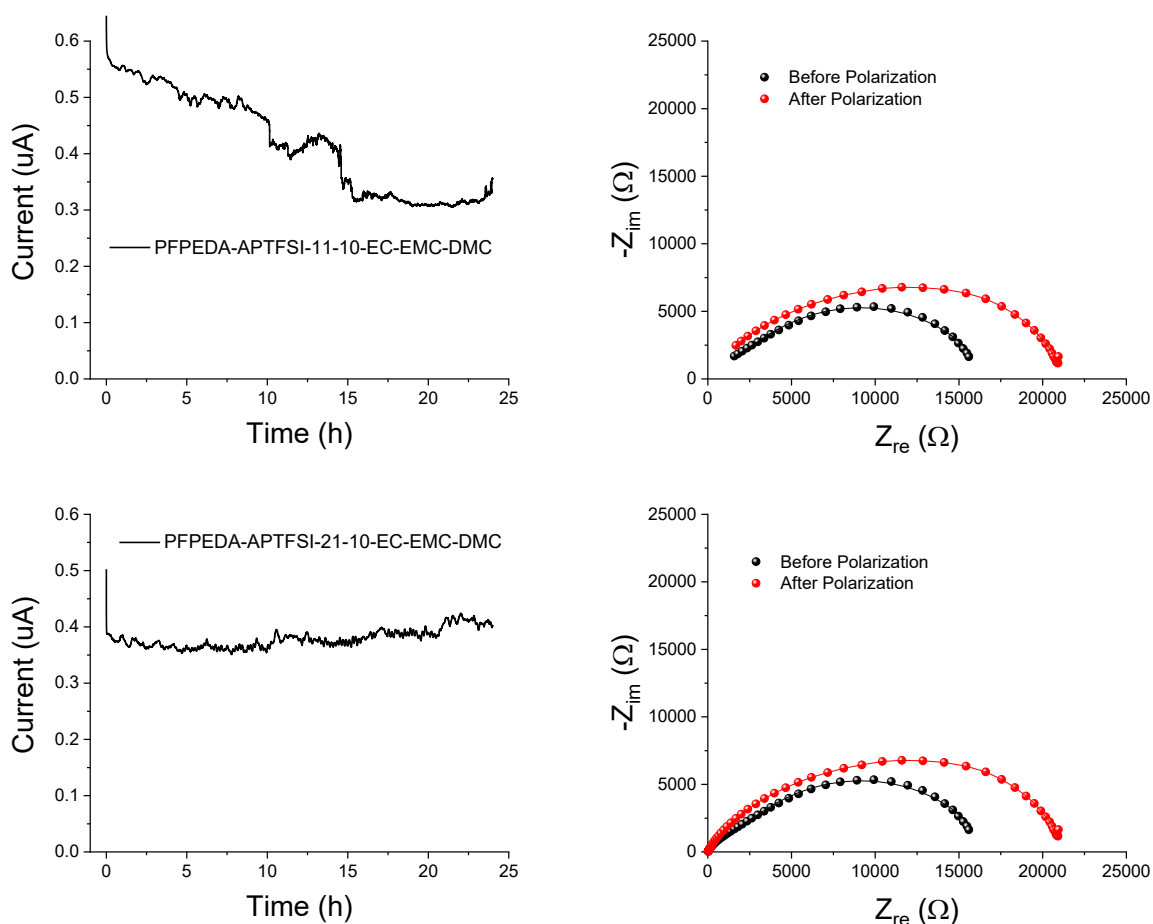 0.6
0.5
0.4
0.3
0.2
0.1
0.0
Current (uA)
PFPEDA-APTFSI-11-10-EC-EMC-DMC
0 5 10 15 20 25
Time (h)
25000
20000
15000
10000
5000
0
-Zim (Ω)
Before Polarization
After Polarization
0 5000 10000 15000 20000 25000
Zre (Ω)
0.6
0.5
0.4
0.3
0.2
0.1
0.0
Current (uA)
PFPEDA-APTFSI-21-10-EC-EMC-DMC
0 5 10 15 20 25
Time (h)
25000
20000
15000
10000
5000
0
-Zim (Ω)
Before Polarization
After Polarization
0 5000 10000 15000 20000 25000
Zre (Ω)